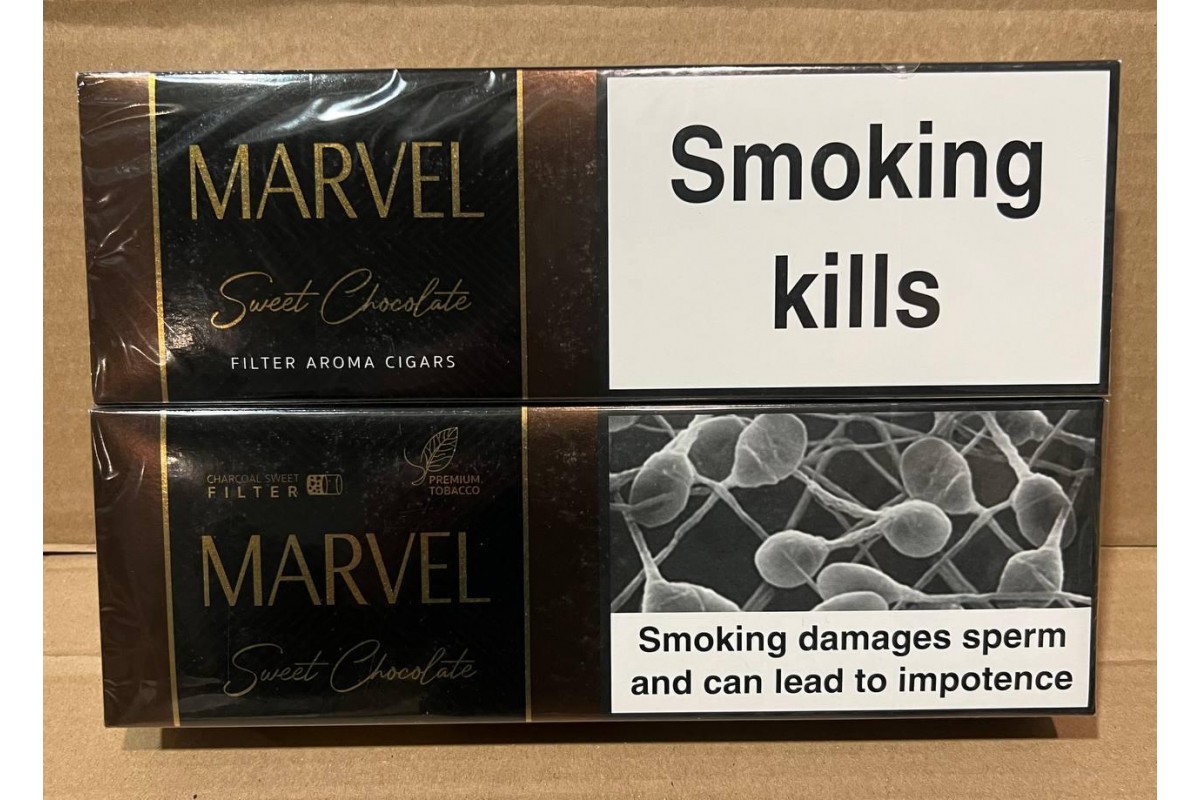 MARVEL
Sweet Chocolate
FILTER AROMA CIGARS
Smoking
kills
CHARCOAL SWEET
FILTER
PREMIUM
TOBACCO
MARVEL
Sweet Chocolate
Smoking damages sperm
and can lead to impotence